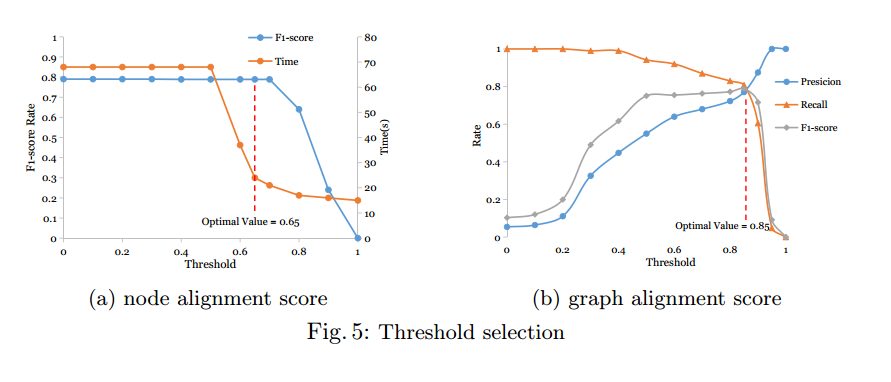 F1-score
Time
F1-score Rate
1
0.9
0.8
0.7
0.6
0.5
0.4
0.3
0.2
0.1
0
80
70
60
50
40
30
20
10
0
Time(s)
Optimal Value = 0.65
0 0.2 0.4 0.6 0.8 1
Threshold
(a) node alignment score
Rate
1
0.8
0.6
0.4
0.2
0
Presicion
Recall
F1-score
Optimal Value = 0.85
0 0.2 0.4 0.6 0.8 1
Threshold
(b) graph alignment score
Fig. 5: Threshold selection